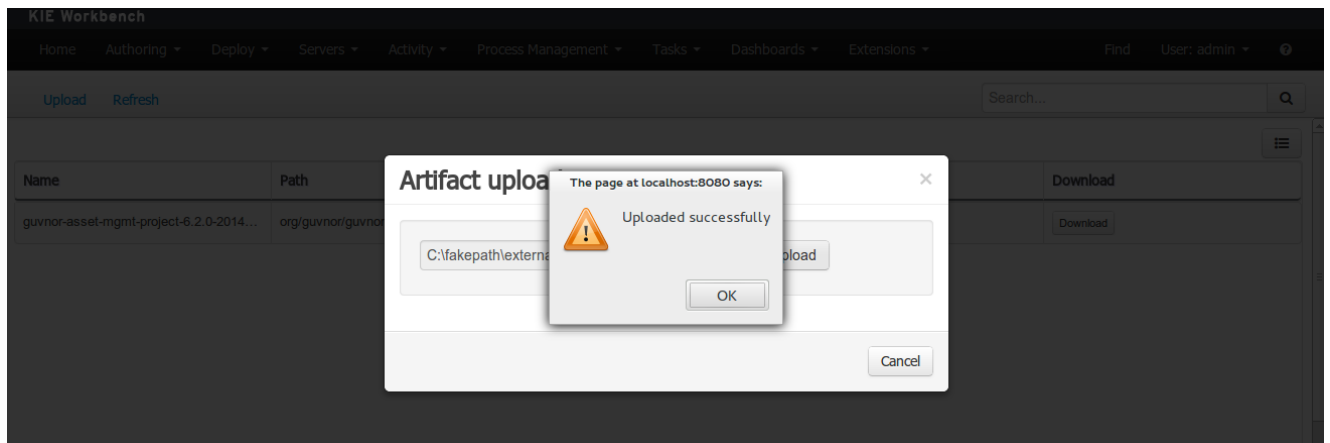 KIE Workbench
Home Authoring Deploy Servers Activity Process Management Tasks Dashboards Extensions Find User: admin
Upload Refresh Search...
Name Path Download
guvnor-asset-mgmt-project-6.2.0-2014... org/guvnor/guvnor Download
Artifact uploa
The page at localhost:8080 says:
Uploaded successfully
C:\fakepath\externa pload
OK
Cancel